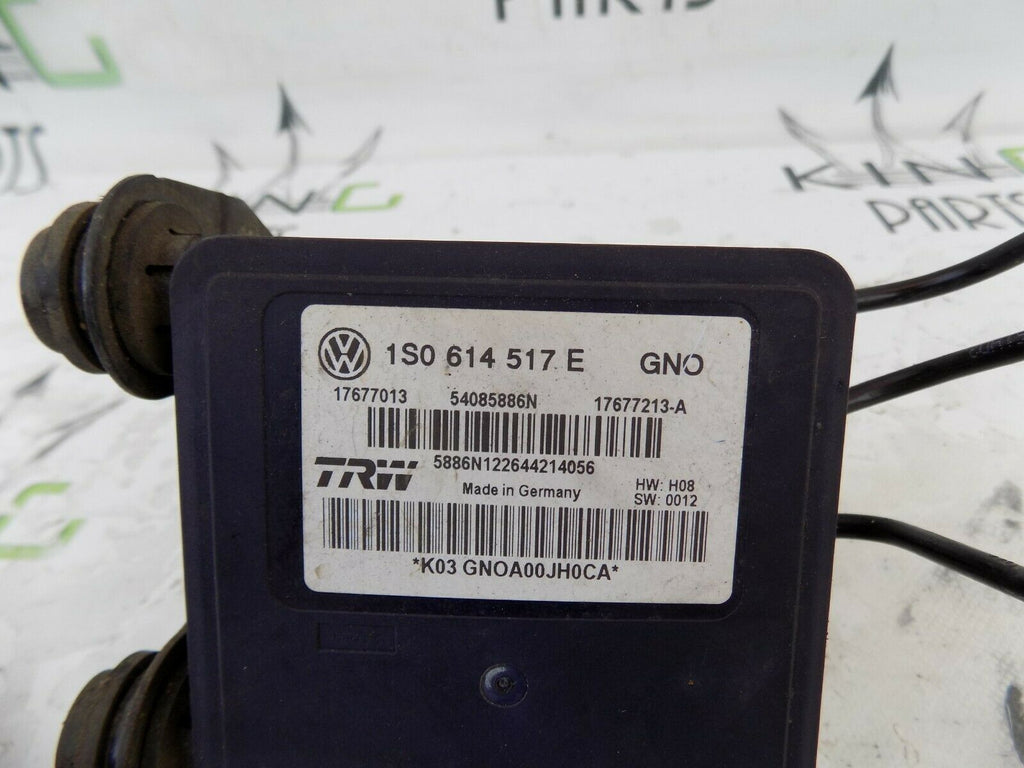 PARTS
KING
PARTS
1S0 614 517 E GNO
17677013 54085886N 17677213-A
5886N122644214056
TRW
Made in Germany
HW: H08
SW: 0012
*K03 GNOA00JH0CA*